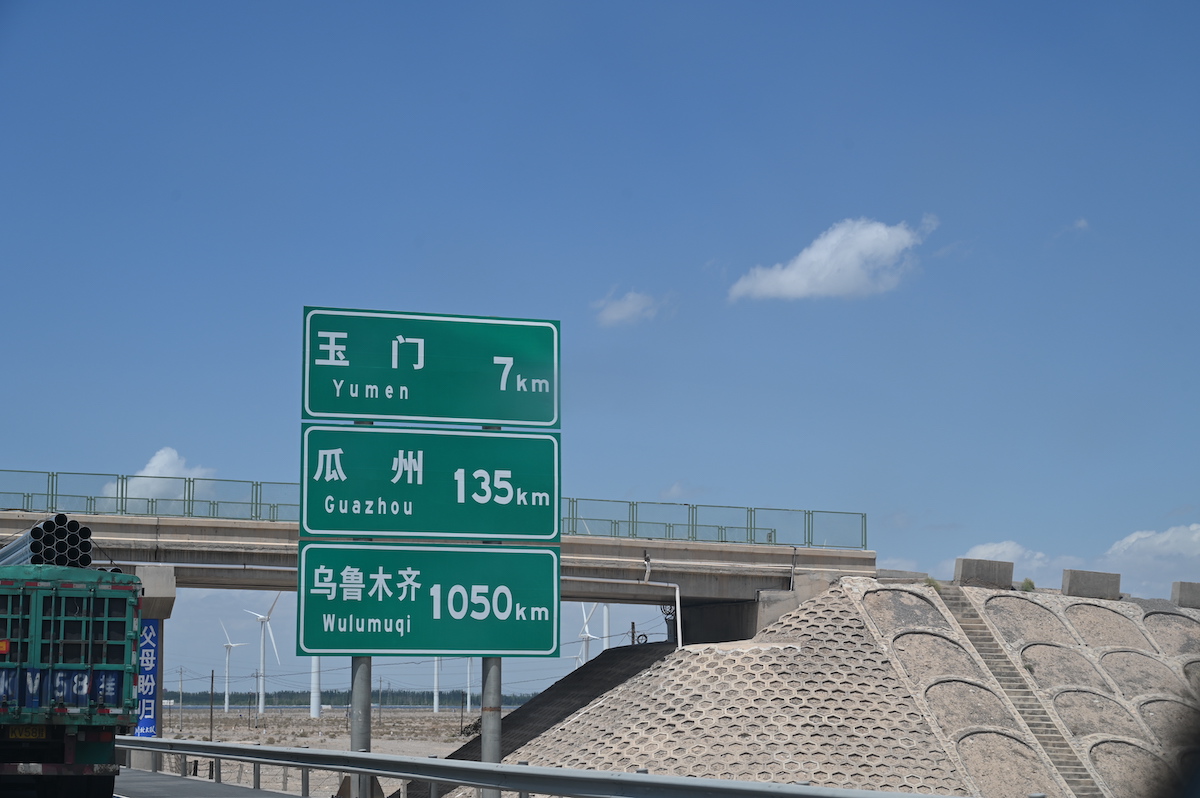 玉门
7km
Yumen
瓜州
135km
Guazhou
乌鲁木齐
1050km
Wulumuqi
父母盼归